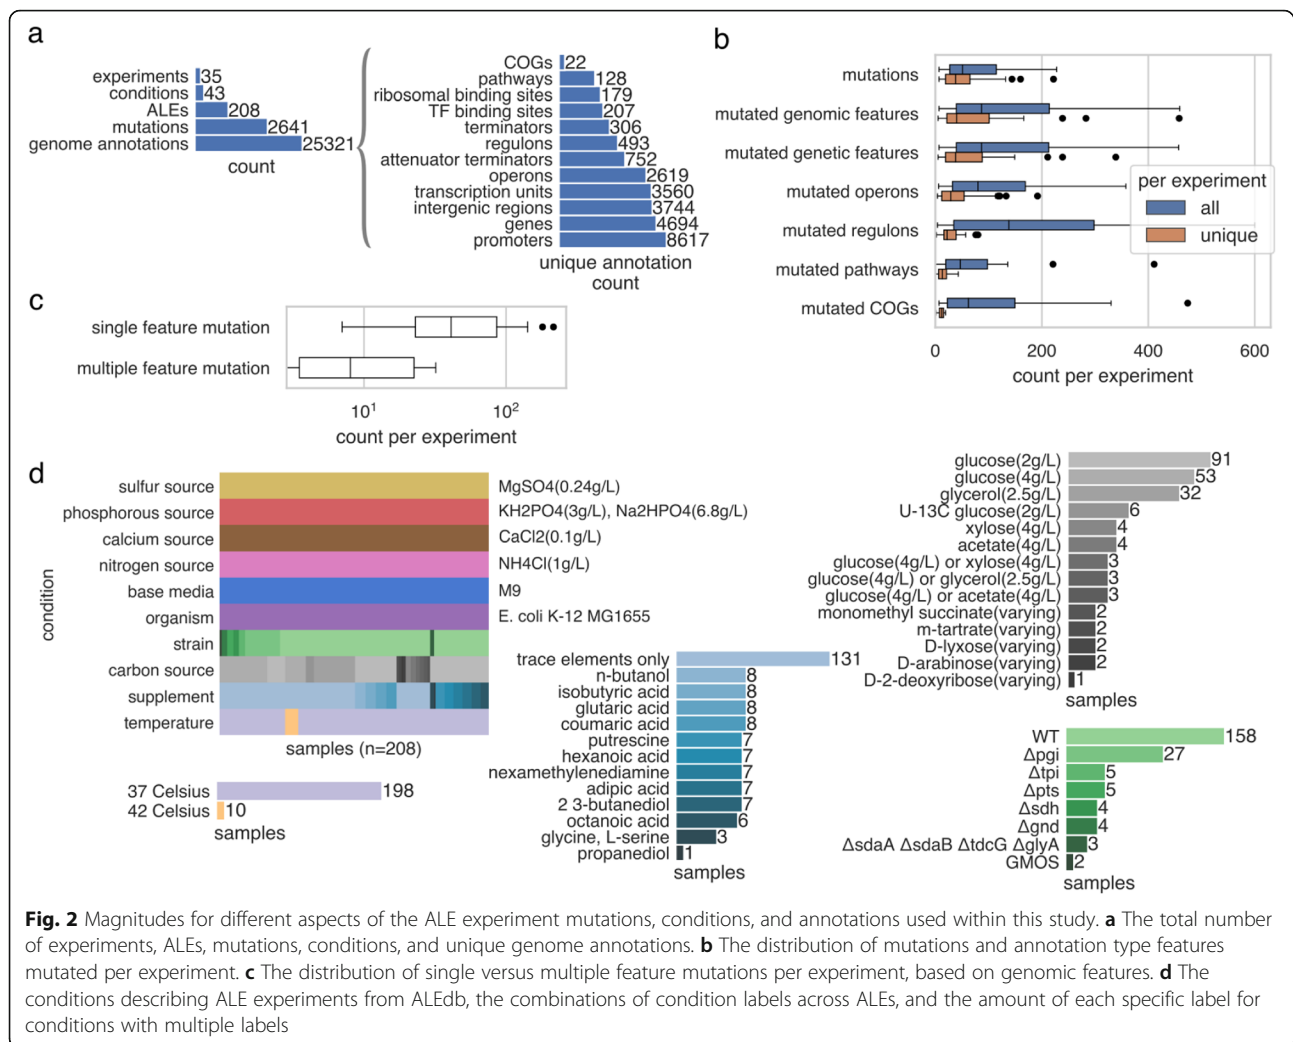 a
experiments 35
conditions 43
ALEs 208
mutations 2641
genome annotations 25321
count
COGs 22
pathways 128
ribosomal binding sites 179
TF binding sites 207
terminators 306
regulons 493
attenuator terminators 752
operons 2619
transcription units 3560
intergenic regions 3744
genes 4694
promoters 8617
unique annotation
count
b
mutations
mutated genomic features
mutated genetic features
mutated operons
mutated regulons
mutated pathways
mutated COGs
per experiment
all
unique
0 200 400 600
count per experiment
c
single feature mutation
multiple feature mutation
10¹ 10²
count per experiment
d
condition
sulfur source MgSO4(0.24g/L)
phosphorous source KH2PO4(3g/L), Na2HPO4(6.8g/L)
calcium source CaCl2(0.1g/L)
nitrogen source NH4Cl(1g/L)
base media M9
organism E. coli K-12 MG1655
strain
carbon source
supplement
temperature
samples (n=208)
37 Celsius 198
42 Celsius 10
samples
trace elements only 131
n-butanol 8
isobutyric acid 8
glutaric acid 8
coumaric acid 8
putrescine 7
hexanoic acid 7
nexamethylenediamine 7
adipic acid 7
2 3-butanediol 7
octanoic acid 6
glycine, L-serine 3
propanediol 1
samples
glucose(2g/L) 91
glucose(4g/L) 53
glycerol(2.5g/L) 32
U-13C glucose(2g/L) 6
xylose(4g/L) 4
acetate(4g/L) 4
glucose(4g/L) or xylose(4g/L) 3
glucose(4g/L) or glycerol(2.5g/L) 3
glucose(4g/L) or acetate(4g/L) 3
monomethyl succinate(varying) 2
m-tartrate(varying) 2
D-lyxose(varying) 2
D-arabinose(varying) 2
D-2-deoxyribose(varying) 1
samples
WT 158
Δpgi 27
Δtpi 5
Δpts 5
Δsdh 4
Δgnd 4
ΔsdaA ΔsdaB ΔtdcG ΔglyA 3
GMOS 2
samples
Fig. 2 Magnitudes for different aspects of the ALE experiment mutations, conditions, and annotations used within this study. a The total number
of experiments, ALEs, mutations, conditions, and unique genome annotations. b The distribution of mutations and annotation type features
mutated per experiment. c The distribution of single versus multiple feature mutations per experiment, based on genomic features. d The
conditions describing ALE experiments from ALEdb, the combinations of condition labels across ALEs, and the amount of each specific label for
conditions with multiple labels